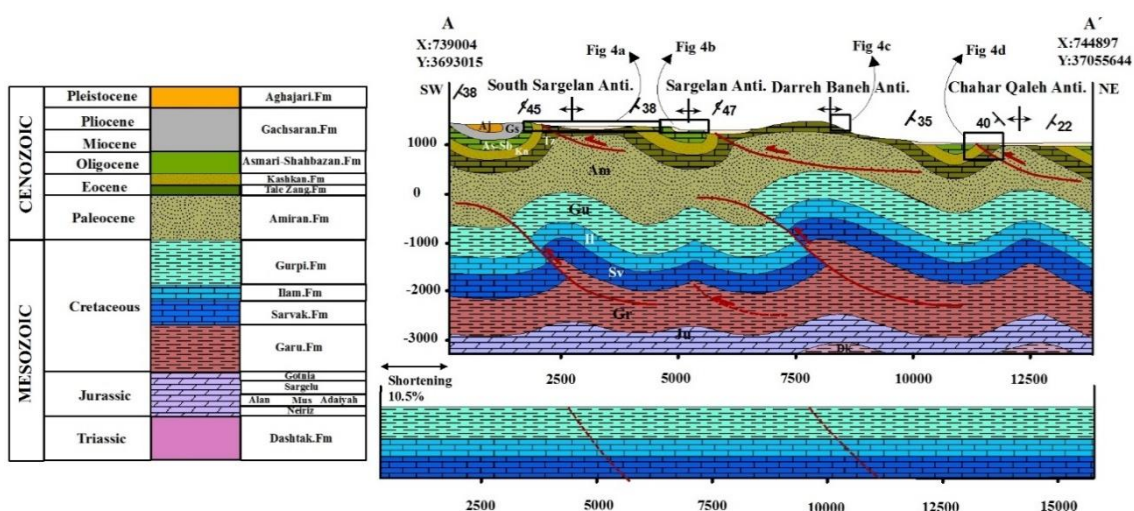 CENOZOIC
Pleistocene Aghajari.Fm
Pliocene
Gachsaran.Fm
Miocene
Oligocene Asmari-Shahbazan.Fm
Kashkan.Fm
Eocene
Tale Zang.Fm
Paleocene Amiran.Fm
MESOZOIC
Gurpi.Fm
Ilam.Fm
Cretaceous
Sarvak.Fm
Garu.Fm
Gotnia
Sargelu
Jurassic
Alan Mus Adaiyah
Neiriz
Triassic Dashtak.Fm
A A´
X:739004 X:744897
Y:3693015 Y:37055644
Fig 4a Fig 4b Fig 4c Fig 4d
SW South Sargelan Anti. Sargelan Anti. Darreh Baneh Anti. Chahar Qaleh Anti. NE
38 45 38 47 35 40 22
Aj Gs
As-Sb
Ka
Tz
Am
Gu
Il
Sv
Gr
Ju
DK
1000
0
-1000
-2000
-3000
2500 5000 7500 10000 12500
Shortening
10.5%
2500 5000 7500 10000 12500 15000